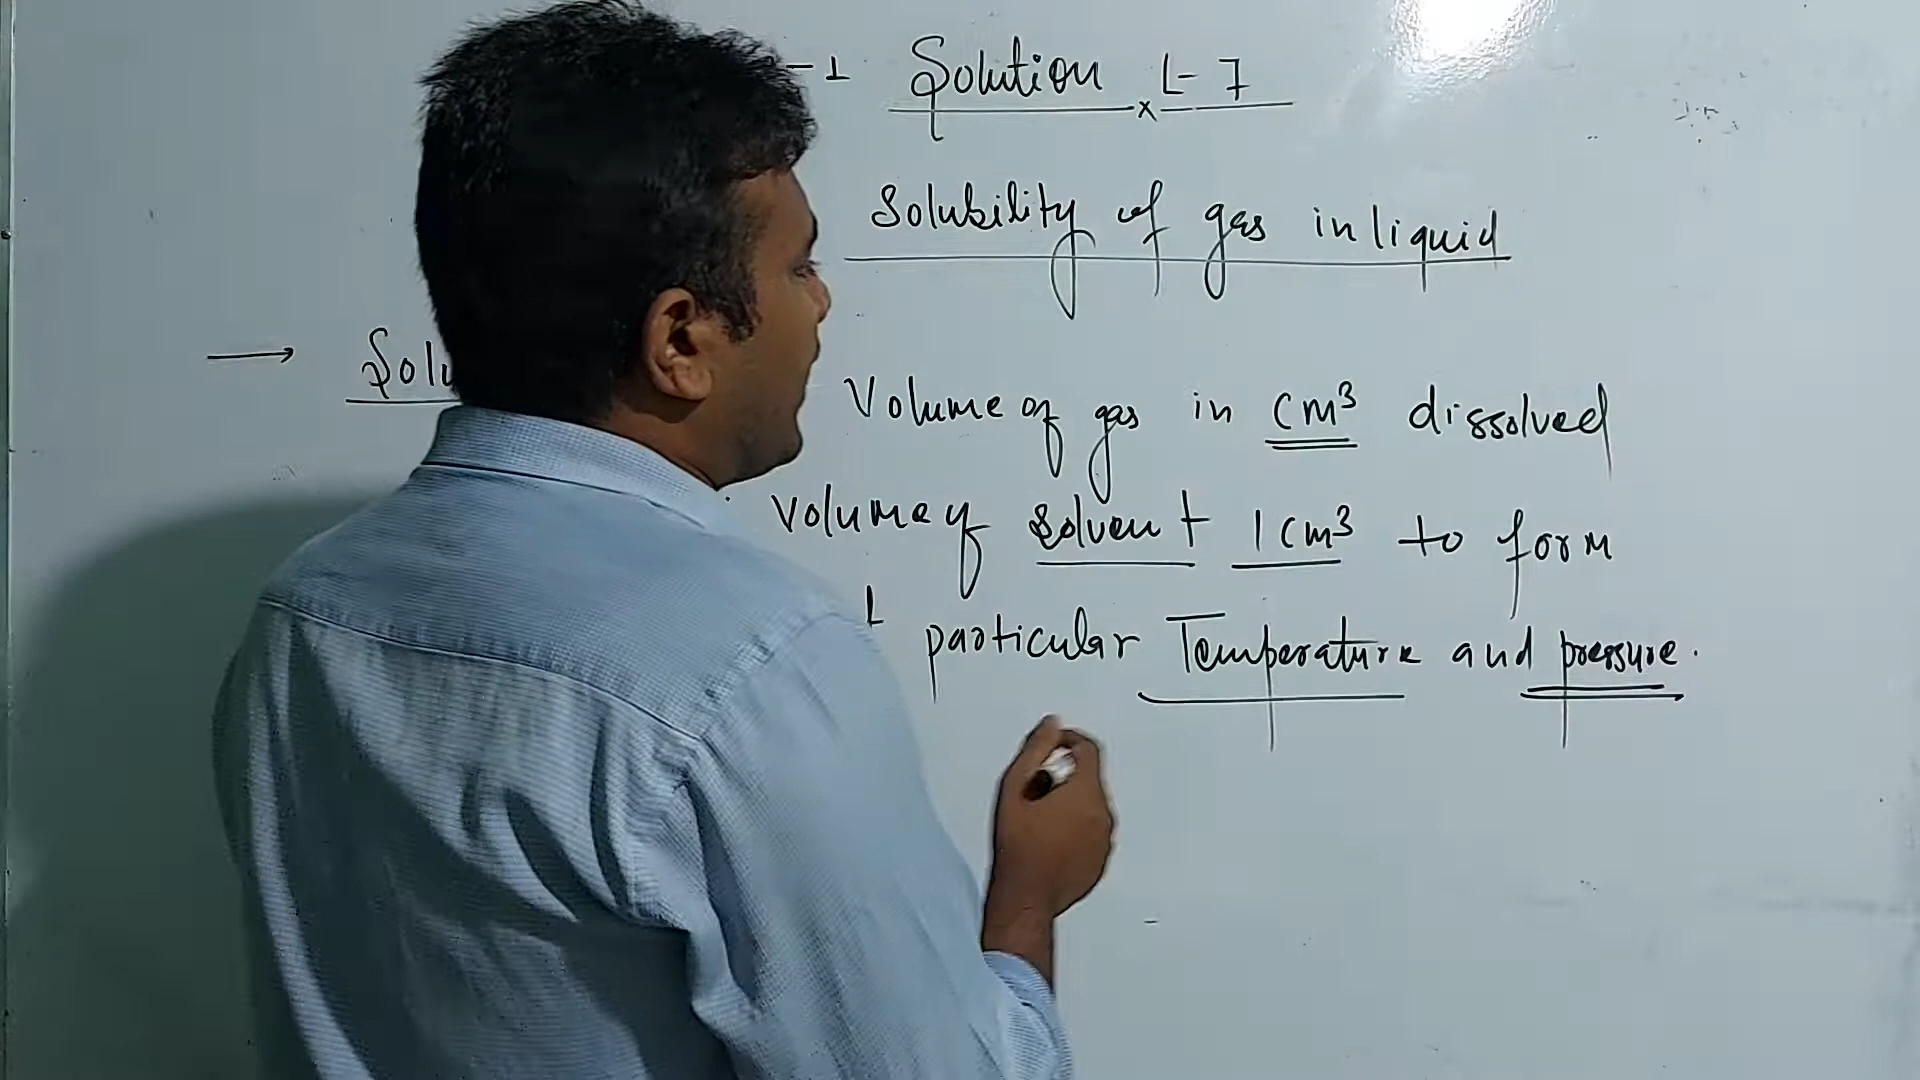 -1 Solution L-7
Solubility of gas in liquid
→ Solu
Volume of gas in cm³ dissolved
volume of solvent 1cm³ to form
particular Temperature and pressure.